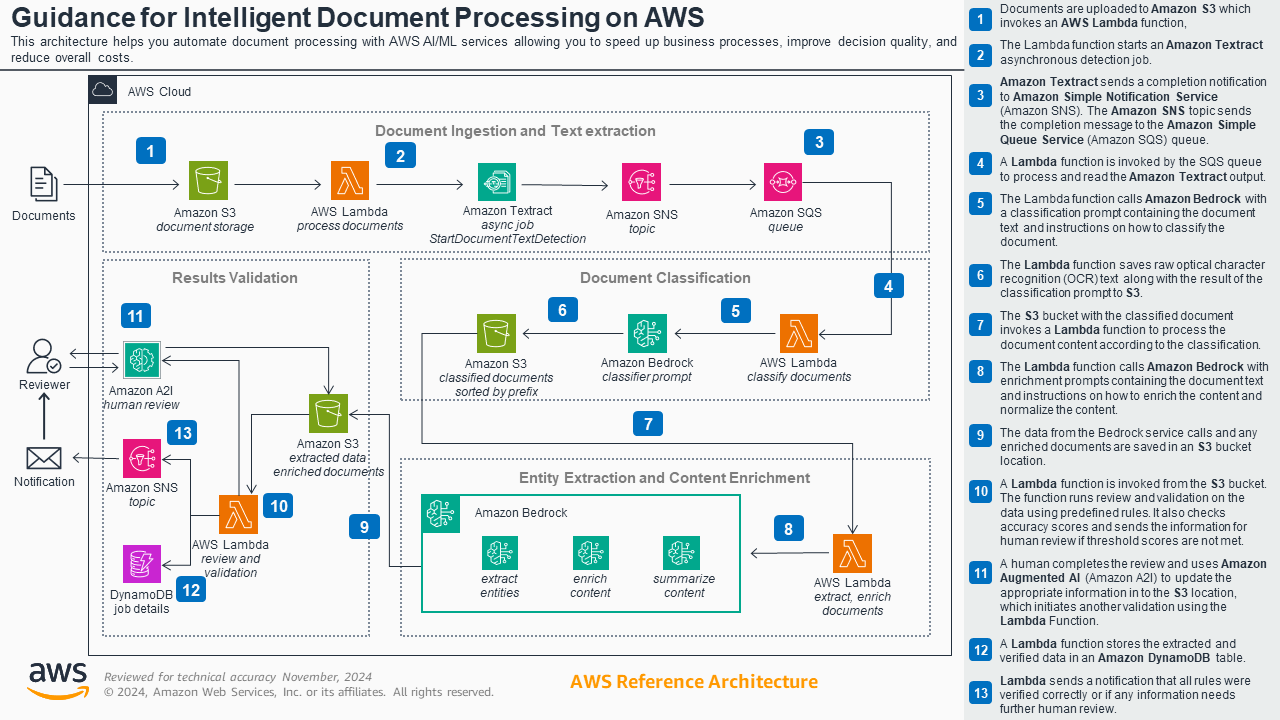 Guidance for Intelligent Document Processing on AWS
This architecture helps you automate document processing with AWS AI/ML services allowing you to speed up business processes, improve decision quality, and
reduce overall costs.
AWS Cloud
Document Ingestion and Text extraction
1
2
3
Documents
Amazon S3
document storage
AWS Lambda
process documents
Amazon Textract
async job
StartDocumentTextDetection
Amazon SNS
topic
Amazon SQS
queue
Results Validation
11
Reviewer
Amazon A2I
human review
13
Notification
Amazon SNS
topic
Amazon S3
extracted data
enriched documents
10
AWS Lambda
review and
validation
12
DynamoDB
job details
9
Document Classification
4
5
6
Amazon S3
classified documents
sorted by prefix
Amazon Bedrock
classifier prompt
AWS Lambda
classify documents
7
Entity Extraction and Content Enrichment
Amazon Bedrock
extract
entities
enrich
content
summarize
content
8
AWS Lambda
extract, enrich
documents
aws
Reviewed for technical accuracy November, 2024
© 2024, Amazon Web Services, Inc. or its affiliates. All rights reserved.
AWS Reference Architecture
1
Documents are uploaded to Amazon S3 which
invokes an AWS Lambda function,
2
The Lambda function starts an Amazon Textract
asynchronous detection job.
3
Amazon Textract sends a completion notification
to Amazon Simple Notification Service
(Amazon SNS). The Amazon SNS topic sends
the completion message to the Amazon Simple
Queue Service (Amazon SQS) queue.
4
A Lambda function is invoked by the SQS queue
to process and read the Amazon Textract output.
5
The Lambda function calls Amazon Bedrock with
a classification prompt containing the document
text and instructions on how to classify the
document.
6
The Lambda function saves raw optical character
recognition (OCR) text along with the result of the
classification prompt to S3.
7
The S3 bucket with the classified document
invokes a Lambda function to process the
document content according to the classification.
8
The Lambda function calls Amazon Bedrock with
enrichment prompts containing the document text
and instructions on how to enrich the content and
normalize the content.
9
The data from the Bedrock service calls and any
enriched documents are saved in an S3 bucket
location.
10
A Lambda function is invoked from the S3 bucket.
The function runs review and validation on the
data using predefined rules. It also checks
accuracy scores and sends the information for
human review if threshold scores are not met.
11
A human completes the review and uses Amazon
Augmented AI (Amazon A2I) to update the
appropriate information in to the S3 location,
which initiates another validation using the
Lambda Function.
12
A Lambda function stores the extracted and
verified data in an Amazon DynamoDB table.
13
Lambda sends a notification that all rules were
verified correctly or if any information needs
further human review.